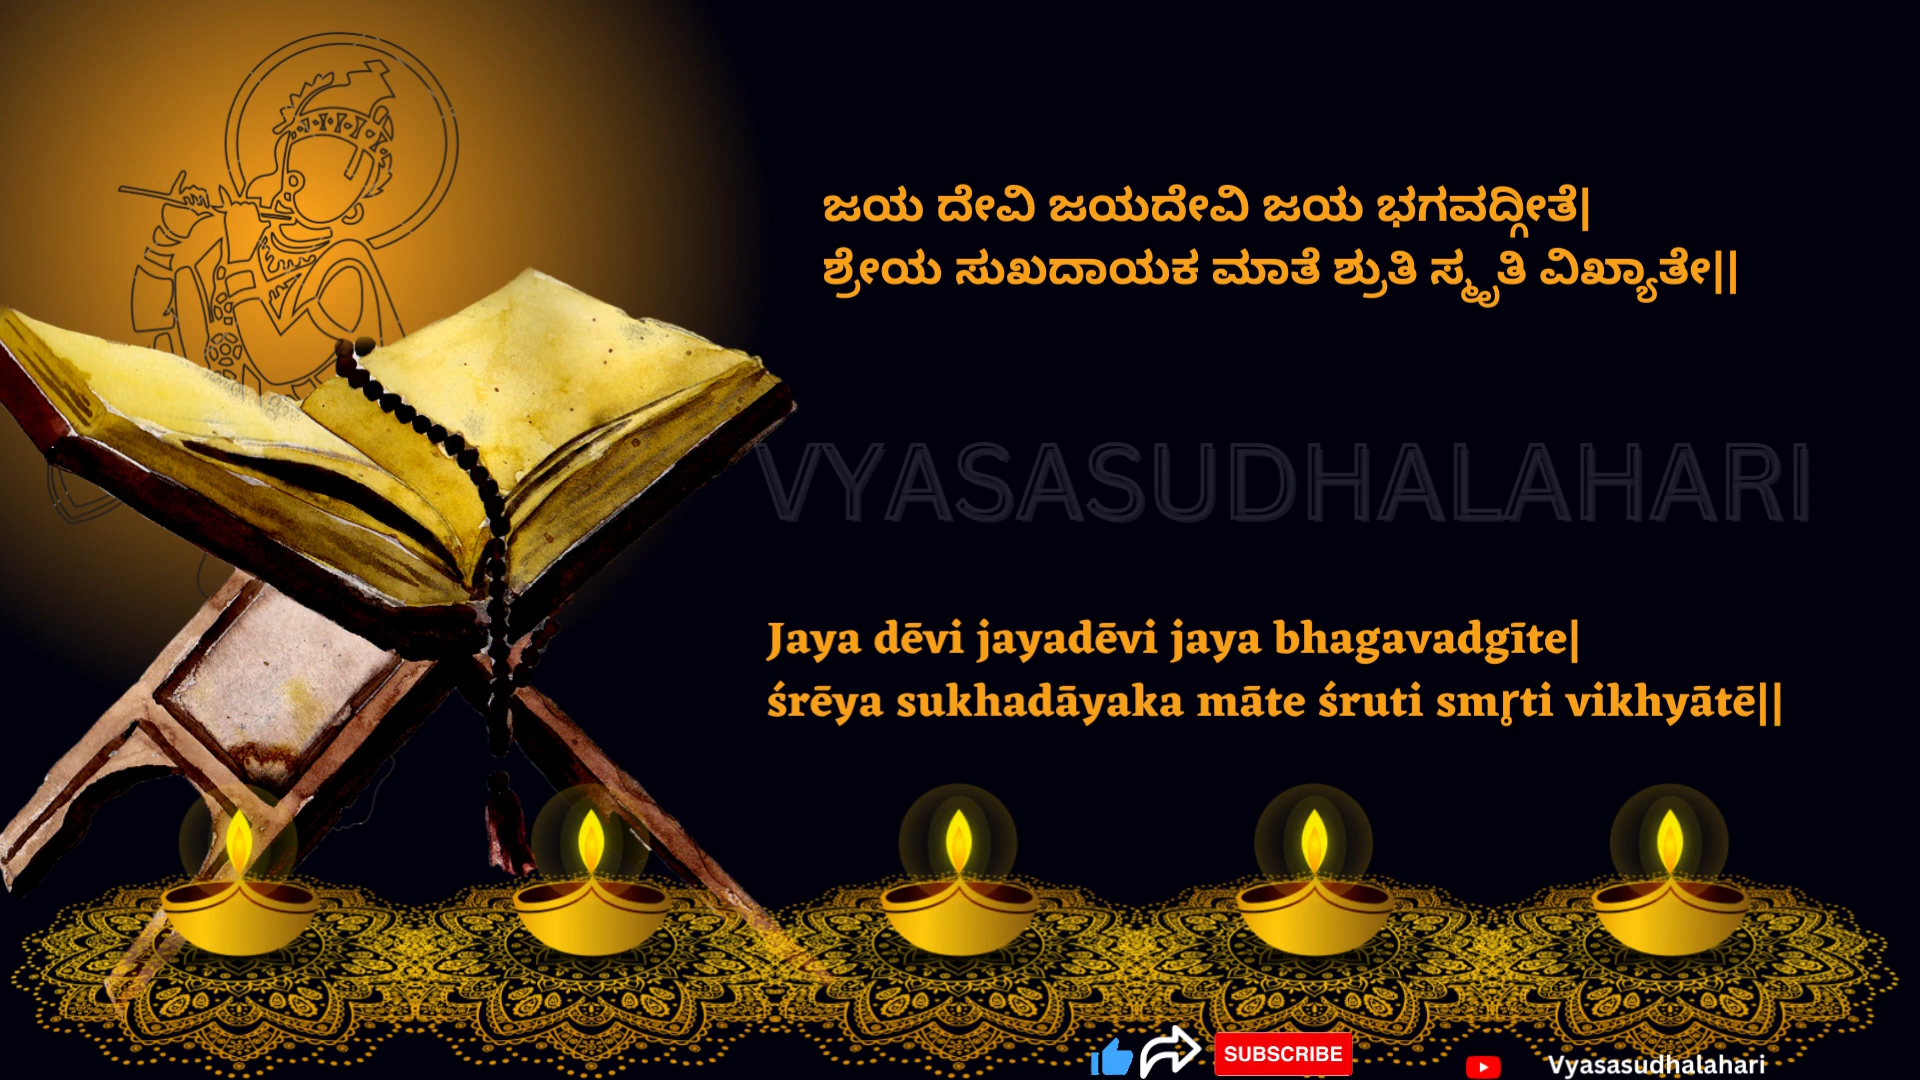 ಜಯ ದೇವಿ ಜಯದೇವಿ ಜಯ ಭಗವದ್ಗೀತೆ|
ಶ್ರೇಯ ಸುಖದಾಯಕ ಮಾತೆ ಶ್ರುತಿ ಸ್ಮೃತಿ ವಿಖ್ಯಾತೇ||
VYASASUDHALAHARI
Jaya dēvi jayadēvi jaya bhagavadgīte|
śrēya sukhadāyaka māte śruti smr̥ti vikhyātē||
SUBSCRIBE
Vyasasudhalahari